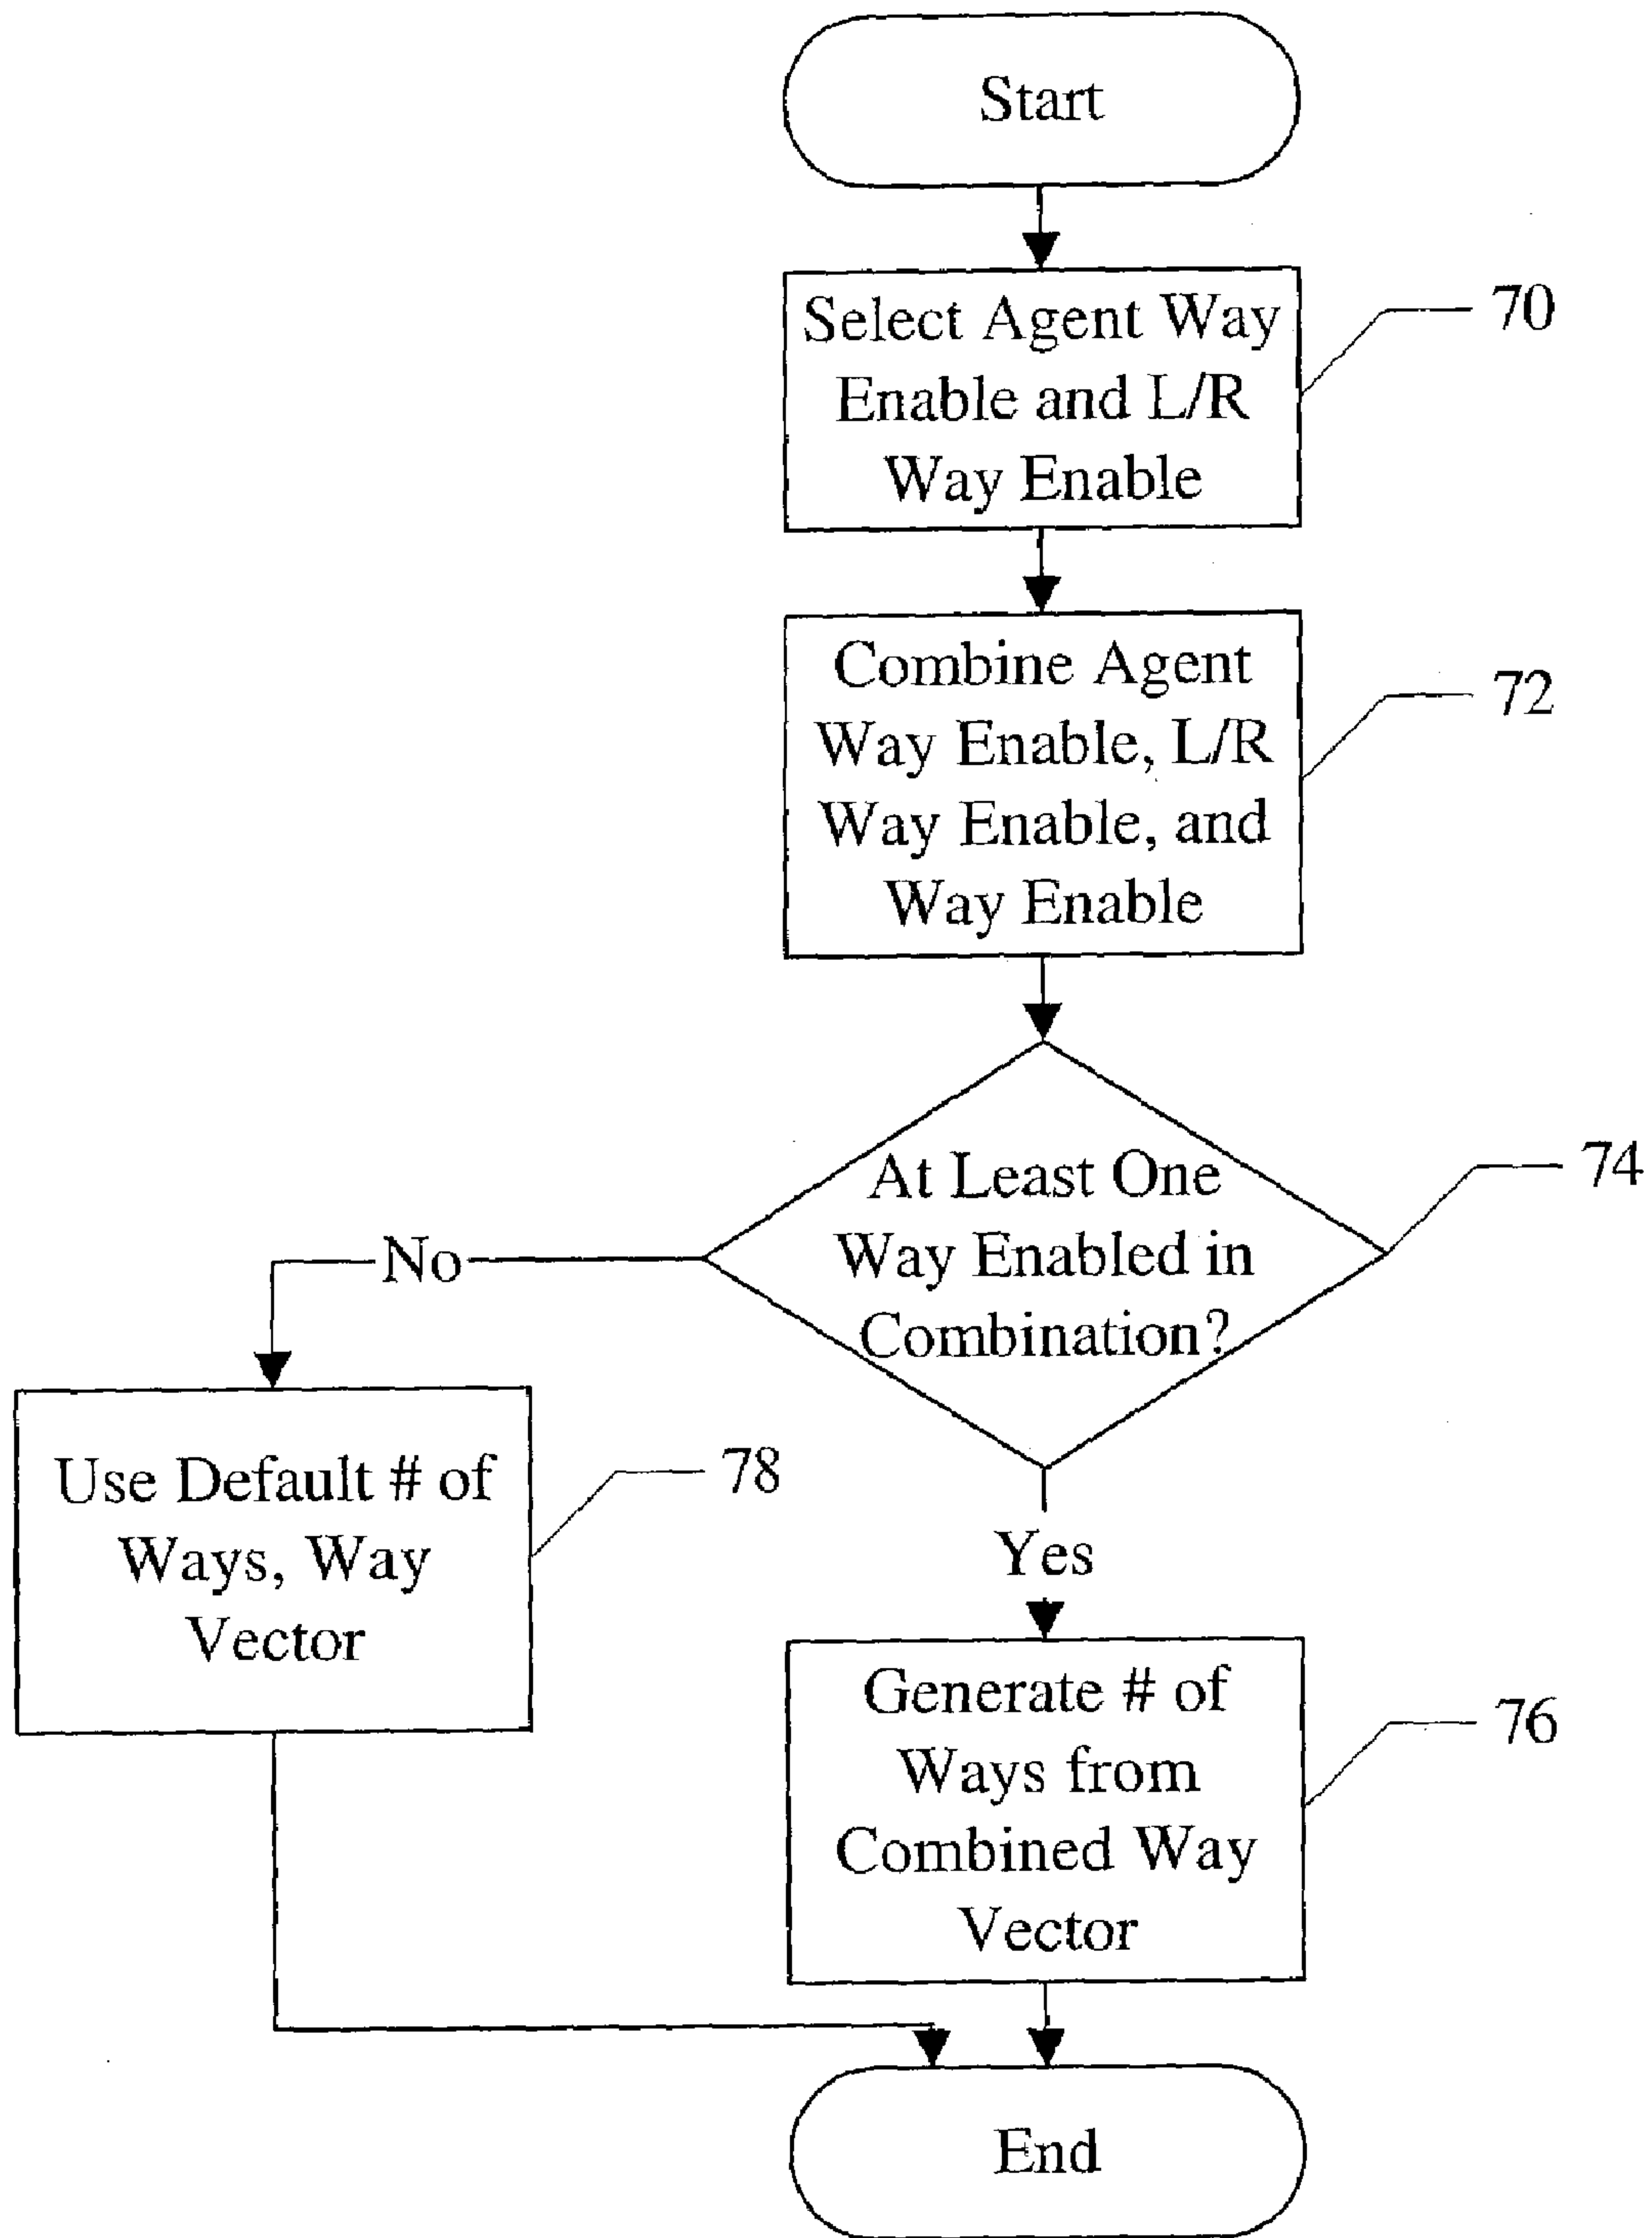 Start
Select Agent Way
Enable and L/R
Way Enable
70
Combine Agent
Way Enable, L/R
Way Enable, and
Way Enable
72
At Least One
Way Enabled in
Combination?
74
No
Use Default # of
Ways, Way
Vector
78
Yes
Generate # of
Ways from
Combined Way
Vector
76
End